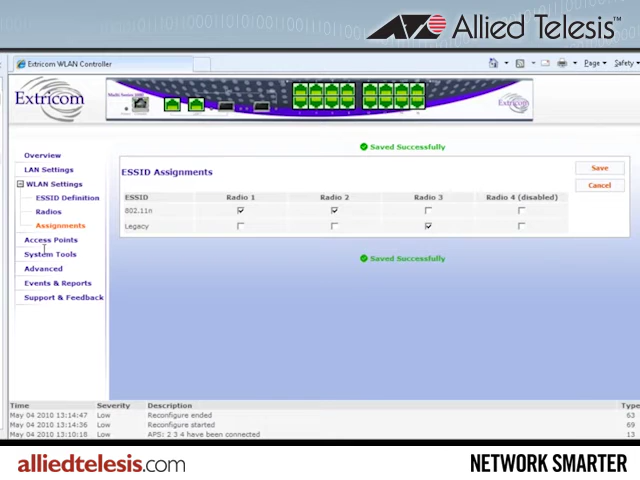 Allied Telesis
Extricom WLAN Controller
Page
Safety
Extricom
Extricom
Saved Successfully
Overview
LAN Settings
WLAN Settings
ESSID Definition
Radios
Assignments
Access Points
System Tools
Advanced
Events & Reports
Support & Feedback
ESSID Assignments
Save
Cancel
ESSID Radio 1 Radio 2 Radio 3 Radio 4 (disabled)
802.11n
Legacy
Saved Successfully
Time Severity Description Type
May 04 2010 13:14:47 Low Reconfigure ended 63
May 04 2010 13:14:36 Low Reconfigure started 69
May 04 2010 13:10:18 Low APS: 2 3 4 have been connected 13
alliedtelesis.com
NETWORK SMARTER